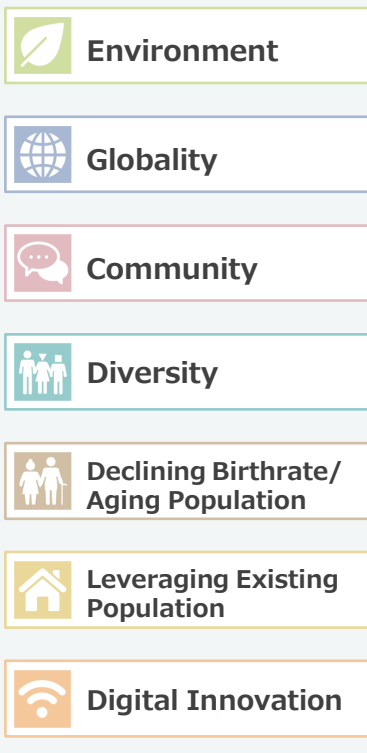 Environment
Globality
Community
Diversity
Declining Birthrate/
Aging Population
Leveraging Existing
Population
Digital Innovation